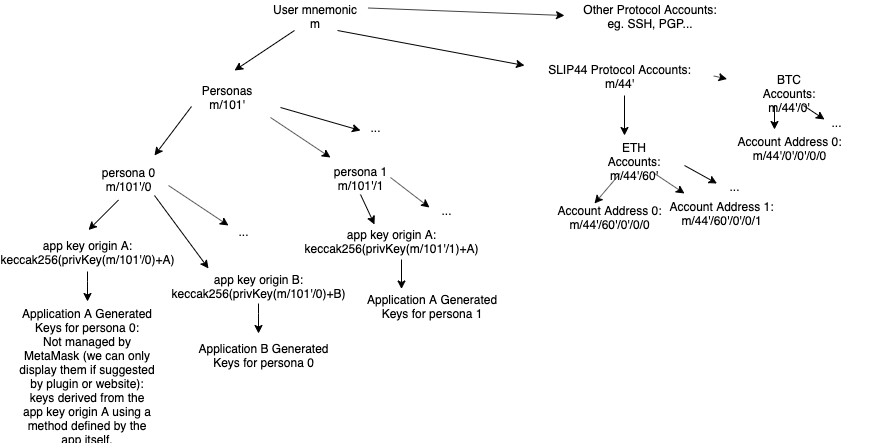 User mnemonic
m
Other Protocol Accounts:
eg. SSH, PGP...
SLIP44 Protocol Accounts:
m/44'
BTC
Accounts:
m/44'/0'
...
Account Address 0:
m/44'/0'/0'/0/0
Personas
m/101'
...
ETH
Accounts:
m/44'/60'
...
Account Address 0:
m/44'/60'/0'/0/0
Account Address 1:
m/44'/60'/0'/0/1
persona 0
m/101'/0
...
persona 1
m/101'/1
...
app key origin A:
keccak256(privKey(m/101'/0)+A)
app key origin B:
keccak256(privKey(m/101'/0)+B)
app key origin A:
keccak256(privKey(m/101'/1)+A)
Application A Generated
Keys for persona 1
Application B Generated
Keys for persona 0
Application A Generated
Keys for persona 0:
Not managed by
MetaMask (we can only
display them if suggested
by plugin or website):
keys derived from the
app key origin A using a
method defined by the
app itself.